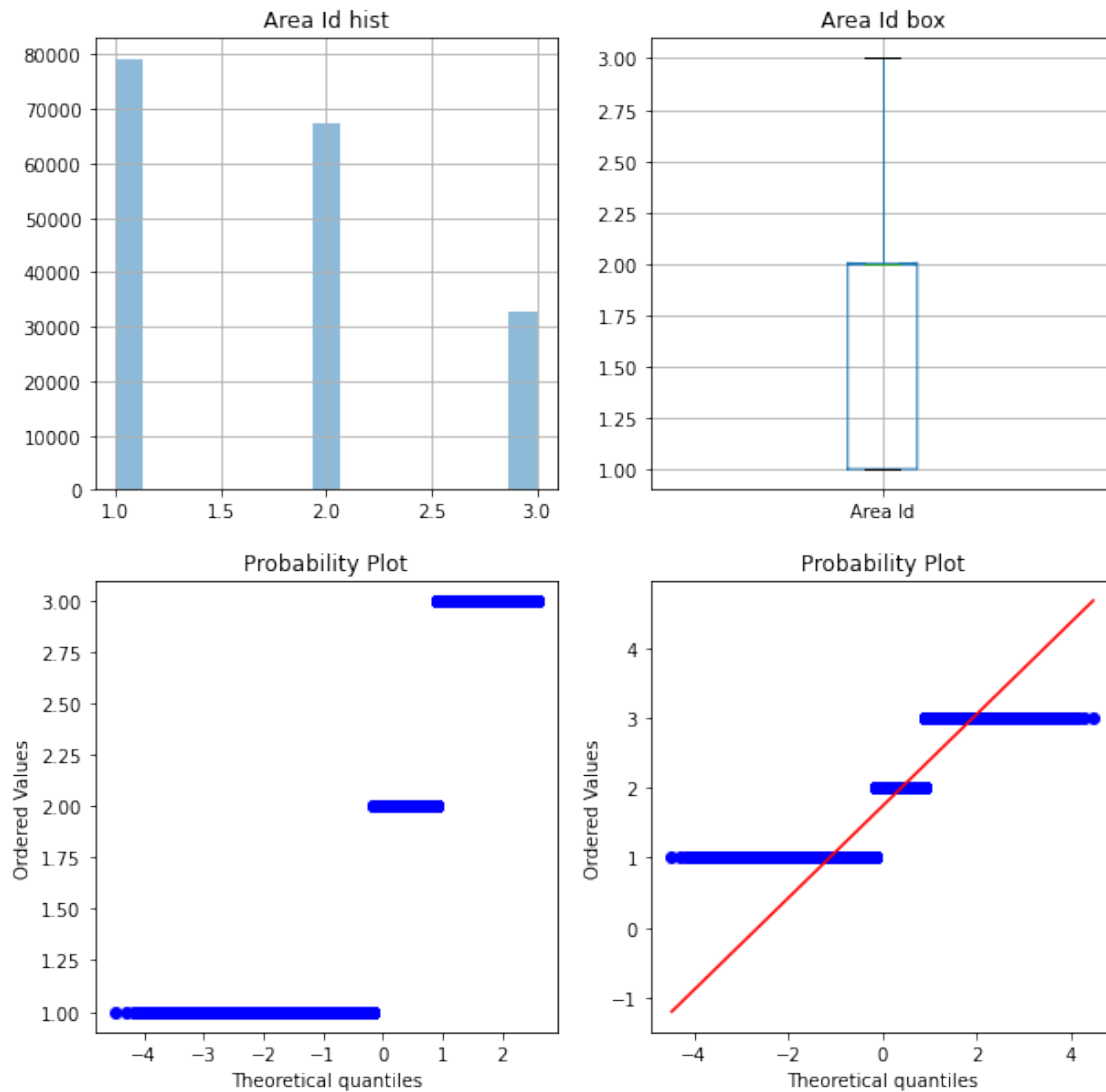 Area Id hist
80000
70000
60000
50000
40000
30000
20000
10000
0
1.0 1.5 2.0 2.5 3.0
Area Id box
3.00
2.75
2.50
2.25
2.00
1.75
1.50
1.25
1.00
Area Id
Probability Plot
Ordered Values
3.00
2.75
2.50
2.25
2.00
1.75
1.50
1.25
1.00
−4 −3 −2 −1 0 1 2
Theoretical quantiles
Probability Plot
Ordered Values
4
3
2
1
0
−1
−4 −2 0 2 4
Theoretical quantiles